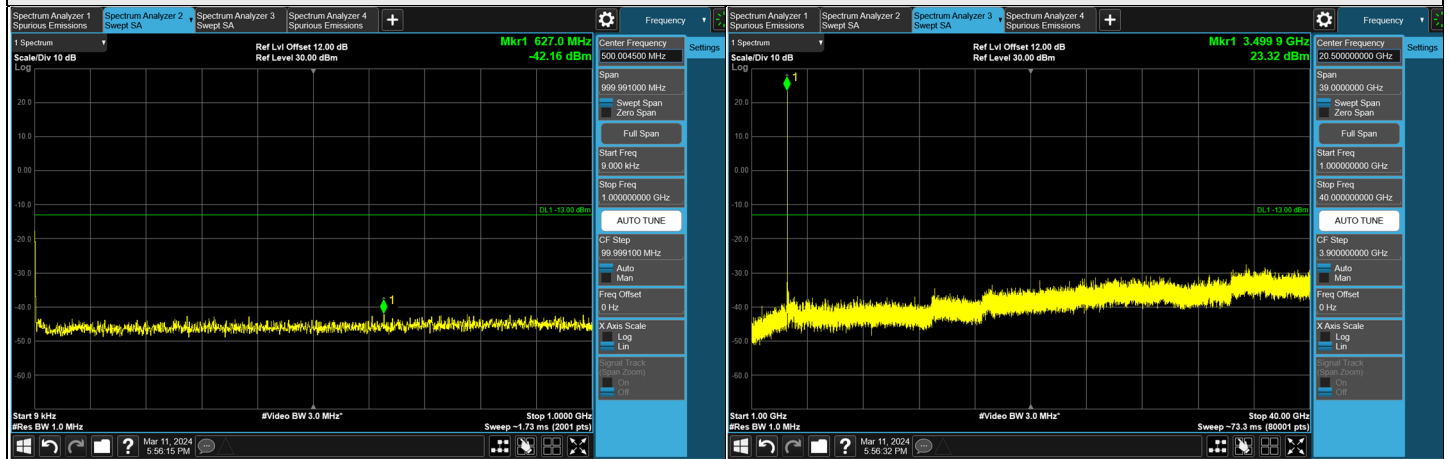 Spectrum Analyzer 1
Spurious Emissions
Spectrum Analyzer 2
Swept SA
Spectrum Analyzer 3
Swept SA
Spectrum Analyzer 4
Spurious Emissions
+
Frequency
1 Spectrum
Scale/Div 10 dB
Log
Ref Lvl Offset 12.00 dB
Ref Level 30.00 dBm
Mkr1 627.0 MHz
-42.16 dBm
1
20.0
10.0
0.00
-10.0
DL1 -13.00 dBm
-20.0
-30.0
-40.0
-50.0
-60.0
Start 9 kHz
#Res BW 1.0 MHz
#Video BW 3.0 MHz*
Stop 1.0000 GHz
Sweep ~1.73 ms (2001 pts)
Center Frequency
500.004500 MHz
Settings
Span
999.991000 MHz
Swept Span
Zero Span
Full Span
Start Freq
9.000 kHz
Stop Freq
1.00000000 GHz
AUTO TUNE
CF Step
99.999100 MHz
Auto
Man
Freq Offset
0 Hz
X Axis Scale
Log
Lin
Signal Track
(Span Zoom)
On
Off
?
Mar 11, 2024
5:56:15 PM
Spectrum Analyzer 1
Spurious Emissions
Spectrum Analyzer 2
Swept SA
Spectrum Analyzer 3
Swept SA
Spectrum Analyzer 4
Spurious Emissions
+
Frequency
1 Spectrum
Scale/Div 10 dB
Log
Ref Lvl Offset 12.00 dB
Ref Level 30.00 dBm
Mkr1 3.499 9 GHz
23.32 dBm
1
20.0
10.0
0.00
-10.0
DL1 -13.00 dBm
-20.0
-30.0
-40.0
-50.0
-60.0
Start 1.00 GHz
#Res BW 1.0 MHz
#Video BW 3.0 MHz*
Stop 40.00 GHz
Sweep ~73.3 ms (80001 pts)
Center Frequency
20.50000000 GHz
Settings
Span
39.0000000 GHz
Swept Span
Zero Span
Full Span
Start Freq
1.00000000 GHz
Stop Freq
40.00000000 GHz
AUTO TUNE
CF Step
3.90000000 GHz
Auto
Man
Freq Offset
0 Hz
X Axis Scale
Log
Lin
Signal Track
(Span Zoom)
On
Off
?
Mar 11, 2024
5:56:32 PM